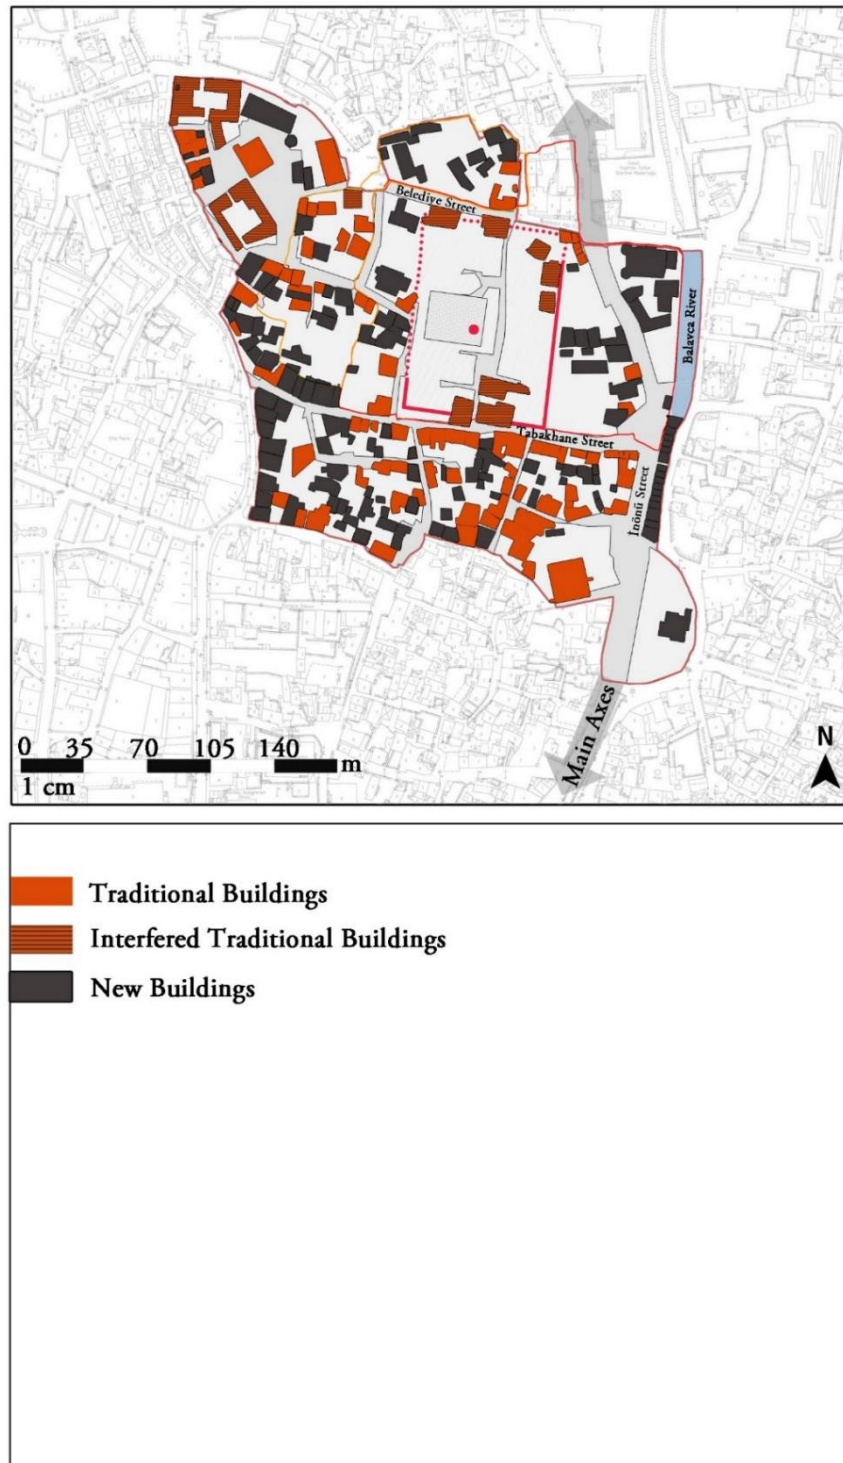 Beledive Street
Balavca River
Tabakhane Street
İnönü Street
Main Axes
N
0 35 70 105 140 m
1 cm
Traditional Buildings
Interfered Traditional Buildings
New Buildings